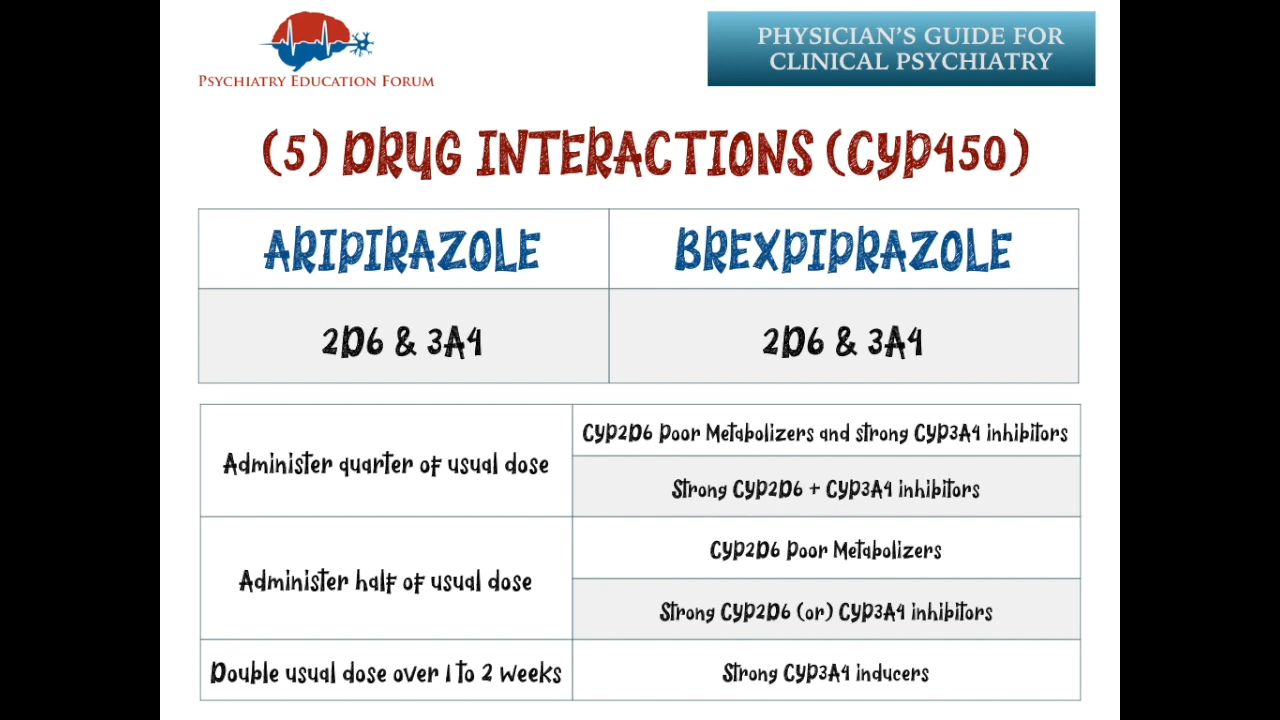 PSYCHIATRY EDUCATION FORUM
PHYSICIAN'S GUIDE FOR
CLINICAL PSYCHIATRY
(5) DRUG INTERACTIONS (CYP450)
ARIPIRAZOLE
BREXPIPRAZOLE
2D6 & 3A4
2D6 & 3A4
Administer quarter of usual dose
CYP2D6 Poor Metabolizers and strong CYP3A4 inhibitors
Strong CYP2D6 + CYP3A4 inhibitors
Administer half of usual dose
CYP2D6 Poor Metabolizers
Strong CYP2D6 (or) CYP3A4 inhibitors
Double usual dose over 1 to 2 weeks
Strong CYP3A4 inducers